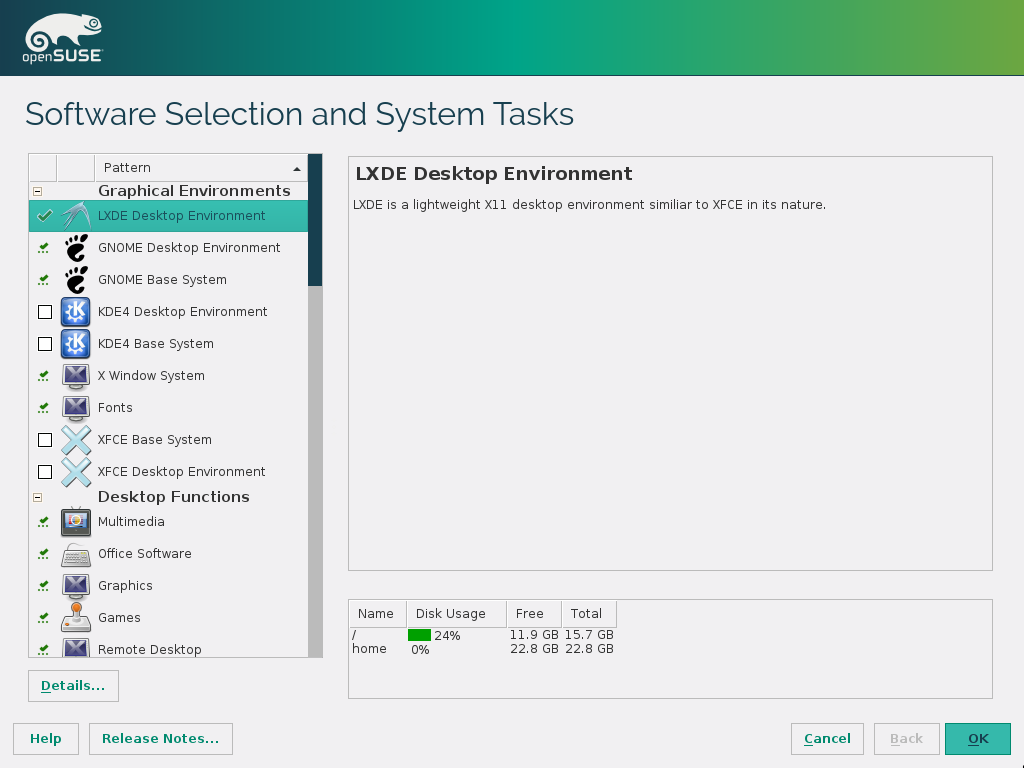 openSUSE
Software Selection and System Tasks
Pattern
Graphical Environments
LXDE Desktop Environment
GNOME Desktop Environment
GNOME Base System
KDE4 Desktop Environment
KDE4 Base System
X Window System
Fonts
XFCE Base System
XFCE Desktop Environment
Desktop Functions
Multimedia
Office Software
Graphics
Games
Remote Desktop
Details...
LXDE Desktop Environment
LXDE is a lightweight X11 desktop environment similiar to XFCE in its nature.
Name Disk Usage Free Total
/ 24% 11.9 GB 15.7 GB
home 0% 22.8 GB 22.8 GB
Help Release Notes... Cancel Back OK